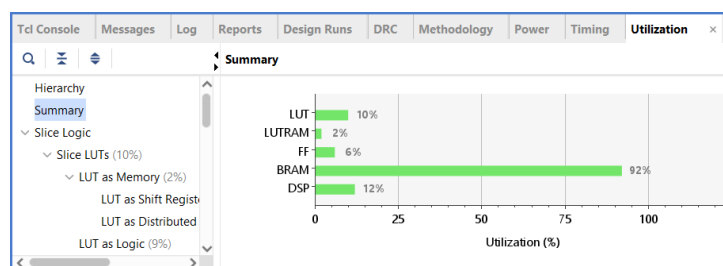 Tcl Console Messages Log Reports Design Runs DRC Methodology Power Timing Utilization ×
Summary
Hierarchy
Summary
Slice Logic
Slice LUTs (10%)
LUT as Memory (2%)
LUT as Shift Regist
LUT as Distributed
LUT as Logic (9%)
LUT 10%
LUTRAM 2%
FF 6%
BRAM 92%
DSP 12%
0 25 50 75 100
Utilization (%)